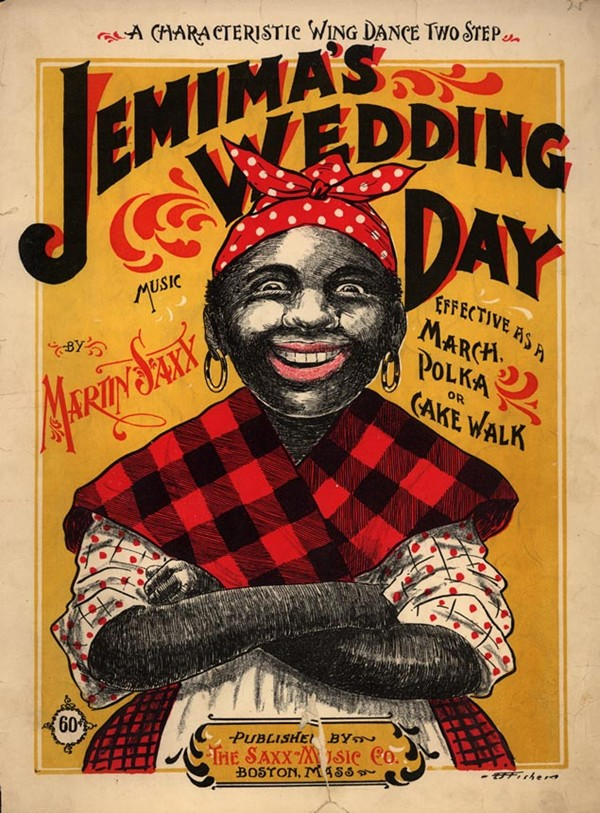 A CHARACTERISTIC WING DANCE TWO STEP
JEMIMA'S
WEDDING
DAY
MUSIC
BY
MARTIN SAXX
EFFECTIVE AS A
MARCH,
POLKA
OR
CAKE WALK
60¢
PUBLISHED BY
THE SAXX MUSIC CO.
BOSTON, MASS